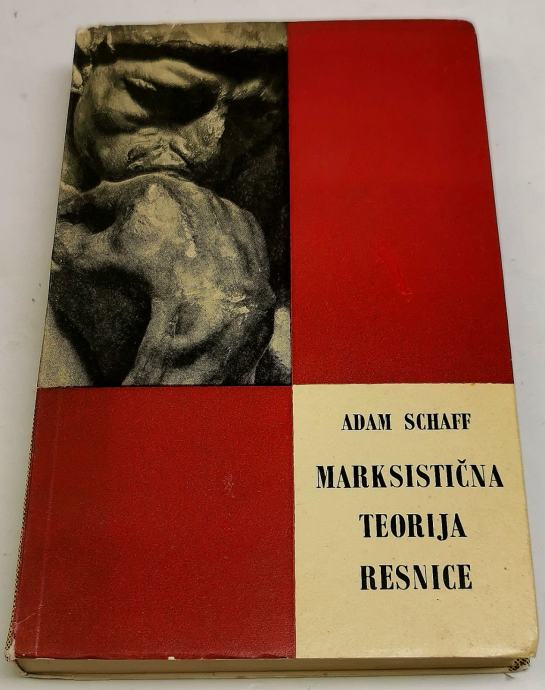 ADAM SCHAFF
MARKSISTIČNA
TEORIJA
RESNICE